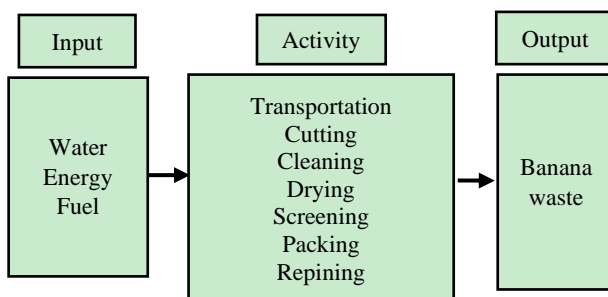 Input
Activity
Output
Water
Energy
Fuel
Transportation
Cutting
Cleaning
Drying
Screening
Packing
Repining
Banana
waste